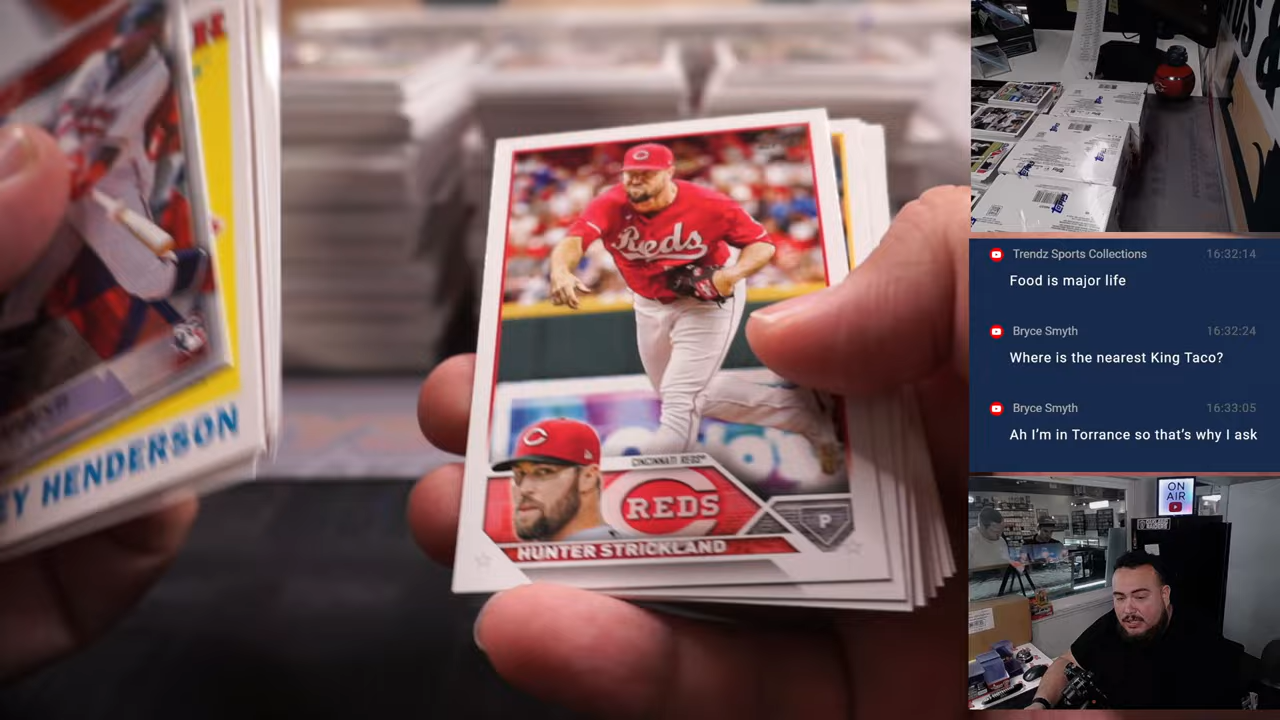 EY HENDERSON
Reds
CINCINNATI REDS
REDS
P
HUNTER STRICKLAND
topps
Trendz Sports Collections 16:32:14
Food is major life
Bryce Smyth 16:32:24
Where is the nearest King Taco?
Bryce Smyth 16:33:05
Ah I'm in Torrance so that's why I ask
ON
AIR